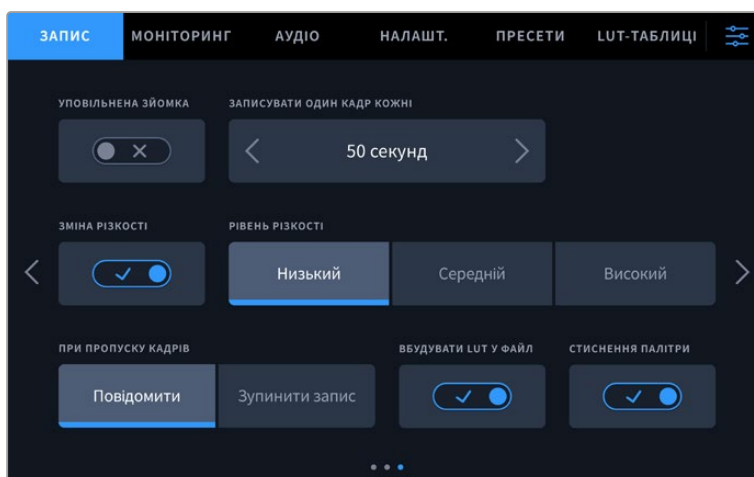 ЗАПИС МОНІТОРИНГ АУДІО НАЛАШТ. ПРЕСЕТИ LUT-ТАБЛИЦІ
УПОВІЛЬНЕНА ЗЙОМКА ЗАПИСУВАТИ ОДИН КАДР КОЖНІ
50 секунд
ЗМІНА РІЗКОСТІ РІВЕНЬ РІЗКОСТІ
Низький Середній Високий
ПРИ ПРОПУСКУ КАДРІВ ВБУДУВАТИ LUT У ФАЙЛ СТИСНЕННЯ ПАЛІТРИ
Повідомити Зупинити запис